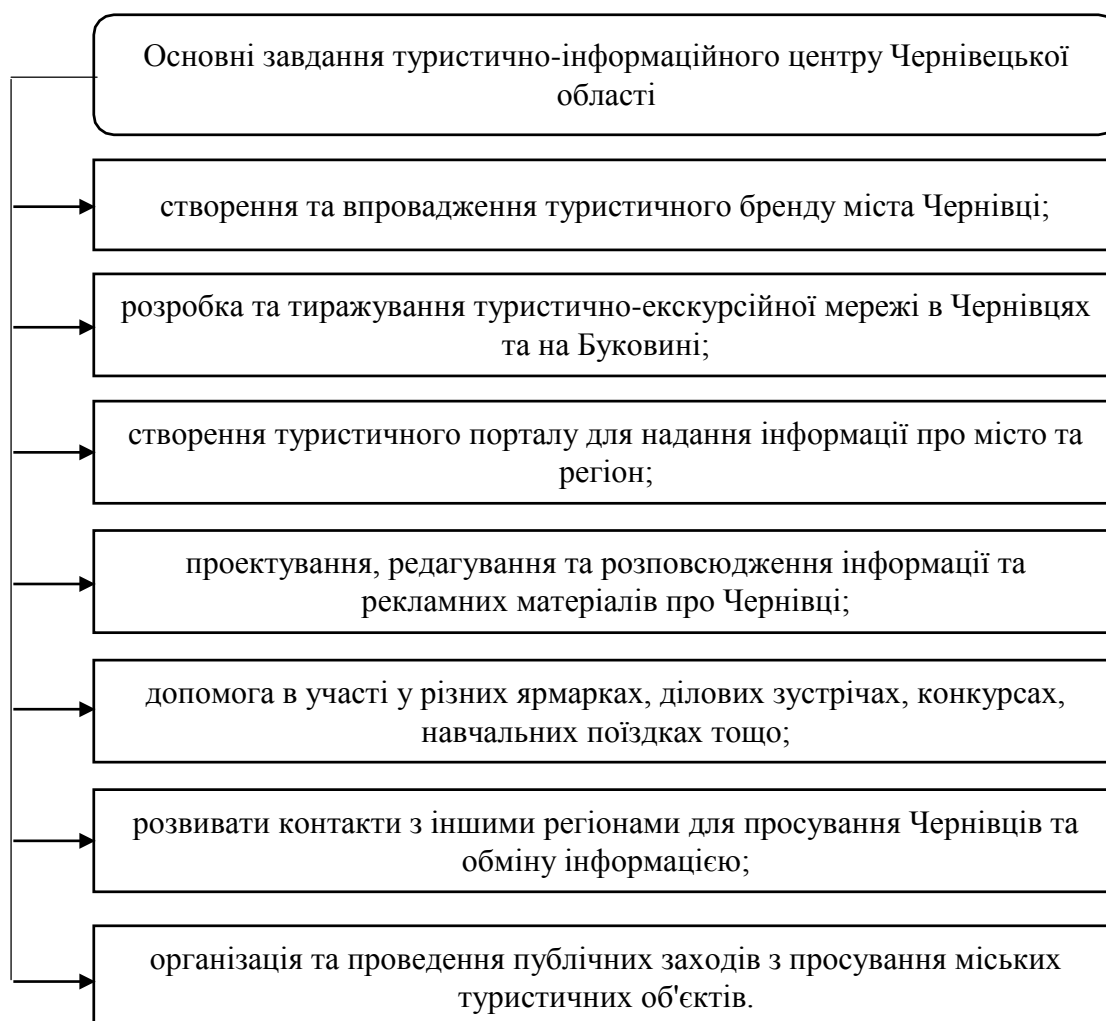 Основні завдання туристично-інформаційного центру Чернівецької
області
створення та впровадження туристичного бренду міста Чернівці;
розробка та тиражування туристично-екскурсійної мережі в Чернівцях
та на Буковині;
створення туристичного порталу для надання інформації про місто та
регіон;
проектування, редагування та розповсюдження інформації та
рекламних матеріалів про Чернівці;
допомога в участі у різних ярмарках, ділових зустрічах, конкурсах,
навчальних поїздках тощо;
розвивати контакти з іншими регіонами для просування Чернівців та
обміну інформацією;
організація та проведення публічних заходів з просування міських
туристичних об'єктів.